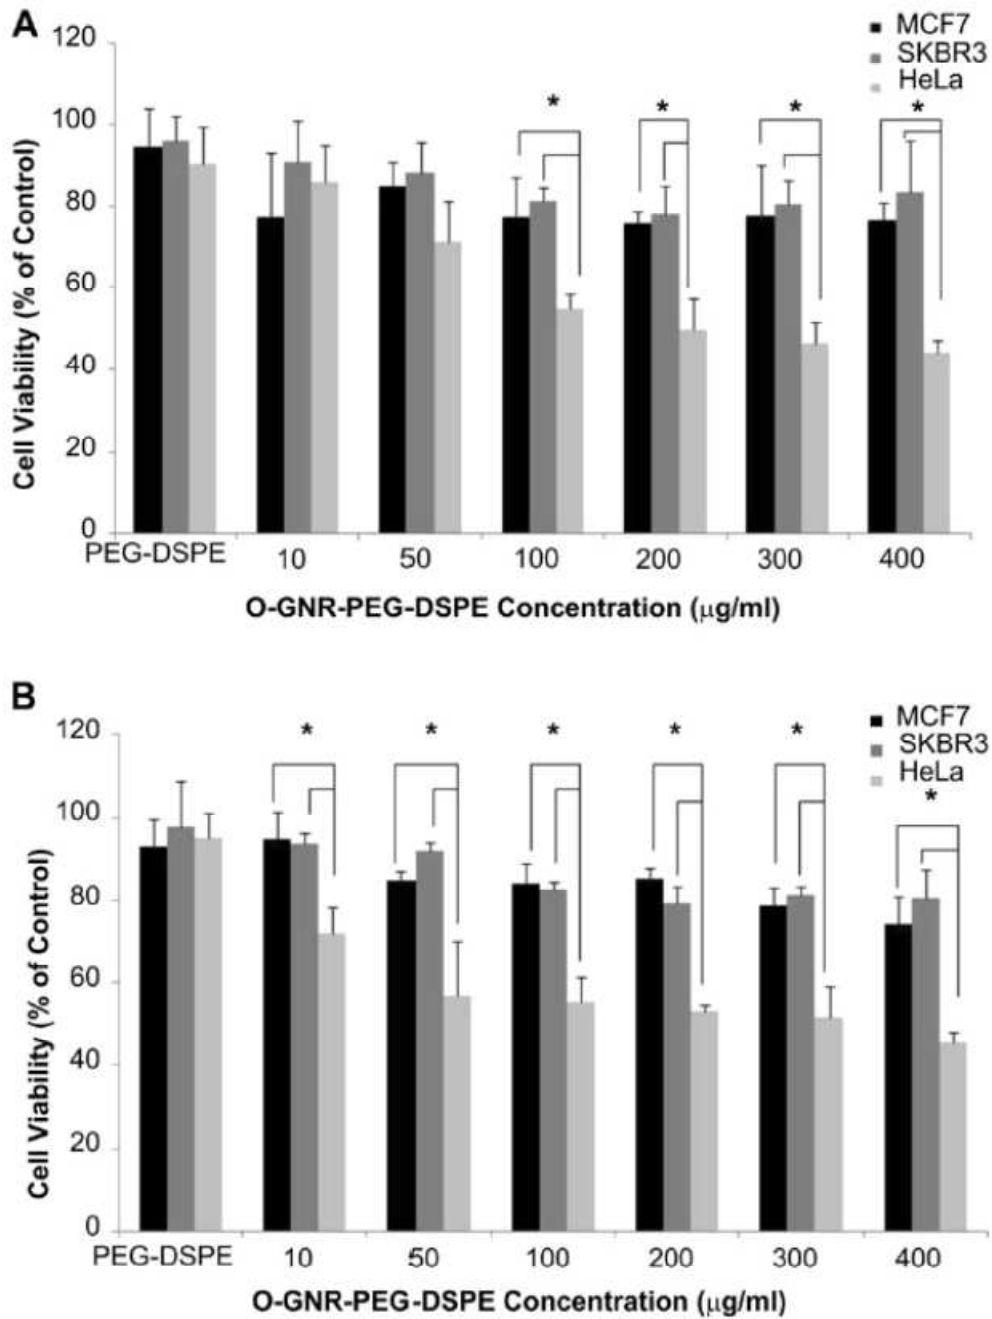 A
MCF7
SKBR3
HeLa
120
100
80
60
40
20
0
Cell Viability (% of Control)
*
*
*
*
PEG-DSPE 10 50 100 200 300 400
O-GNR-PEG-DSPE Concentration (μg/ml)
B
MCF7
SKBR3
HeLa
120
100
80
60
40
20
0
Cell Viability (% of Control)
*
*
*
*
*
*
PEG-DSPE 10 50 100 200 300 400
O-GNR-PEG-DSPE Concentration (μg/ml)